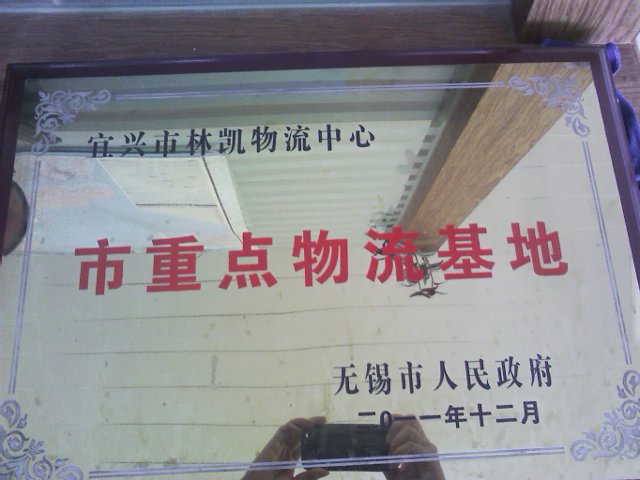 宜兴市林凯物流中心
市重点物流基地
无锡市人民政府
二0一一年十二月